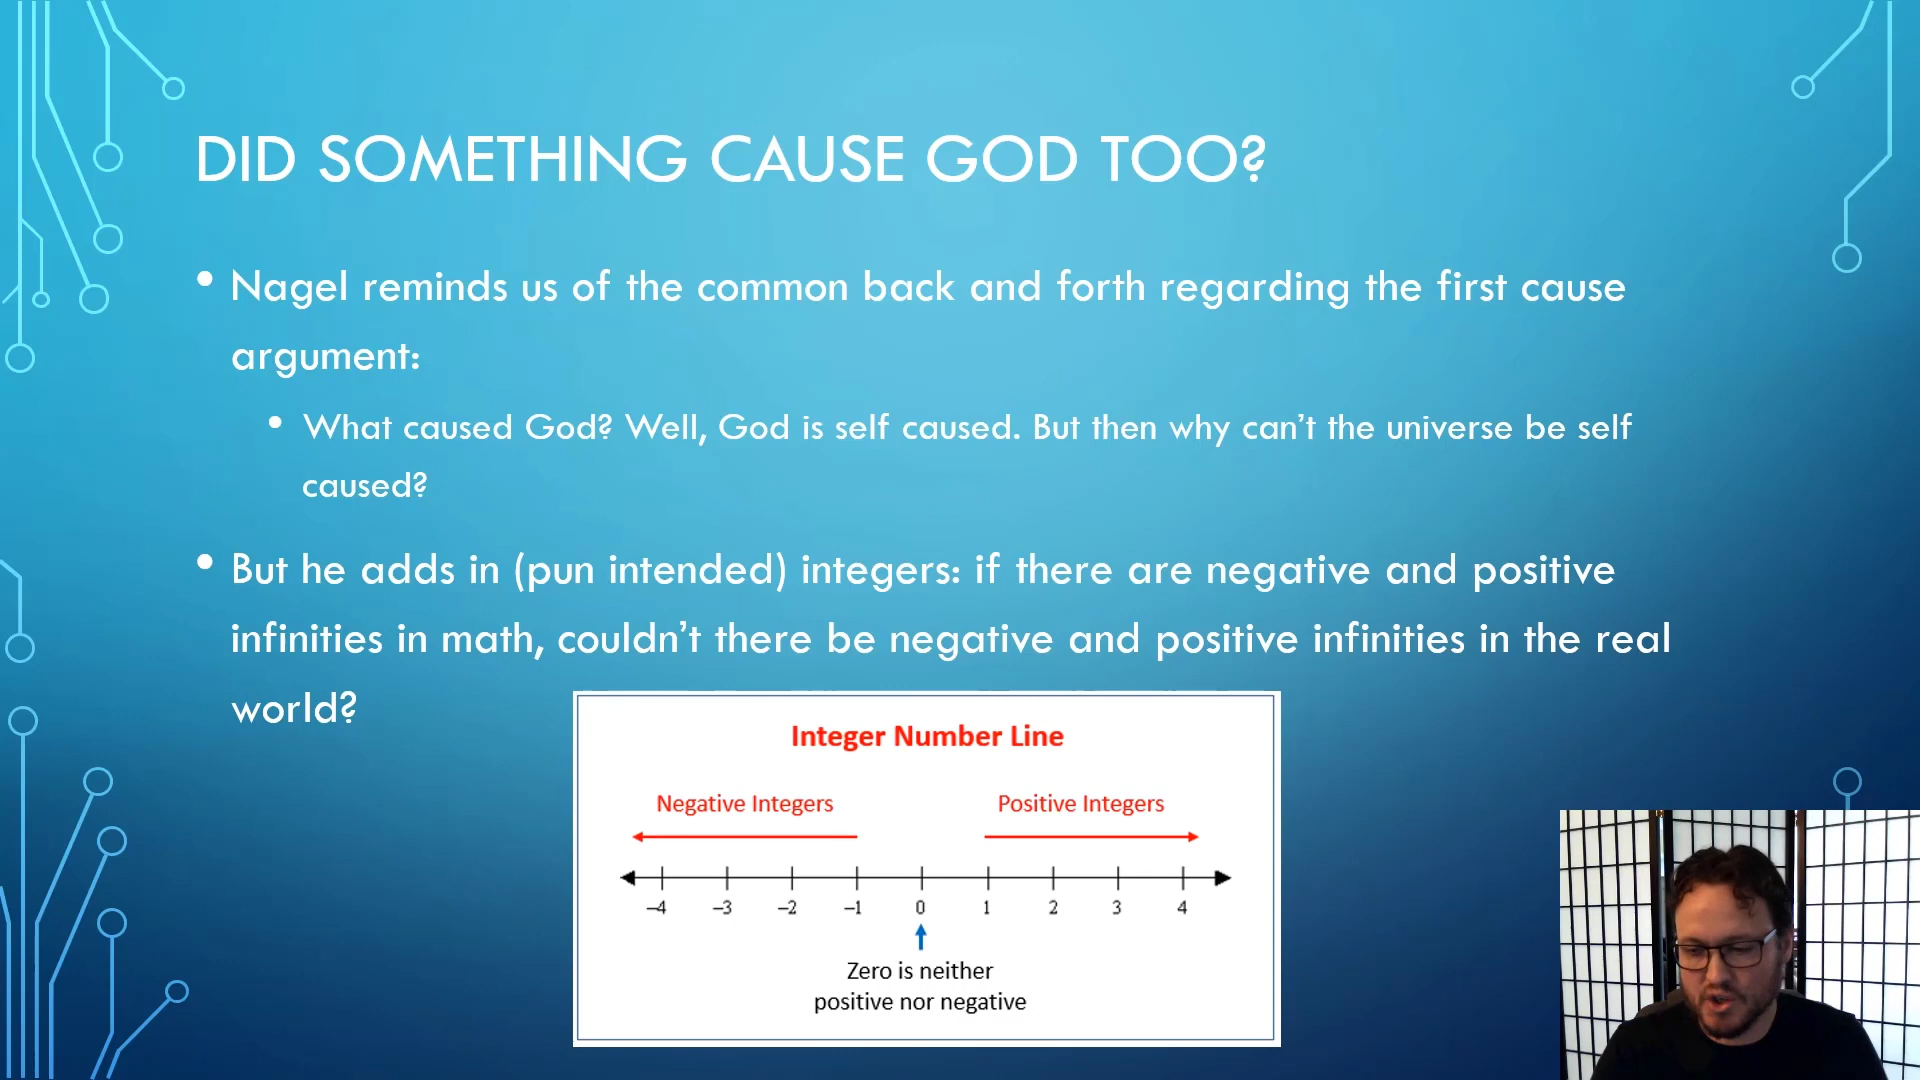 DID SOMETHING CAUSE GOD TOO?
• Nagel reminds us of the common back and forth regarding the first cause
argument:
• What caused God? Well, God is self caused. But then why can’t the universe be self
caused?
• But he adds in (pun intended) integers: if there are negative and positive
infinities in math, couldn’t there be negative and positive infinities in the real
world?
Integer Number Line
Negative Integers Positive Integers
–4 –3 –2 –1 0 1 2 3 4
Zero is neither
positive nor negative